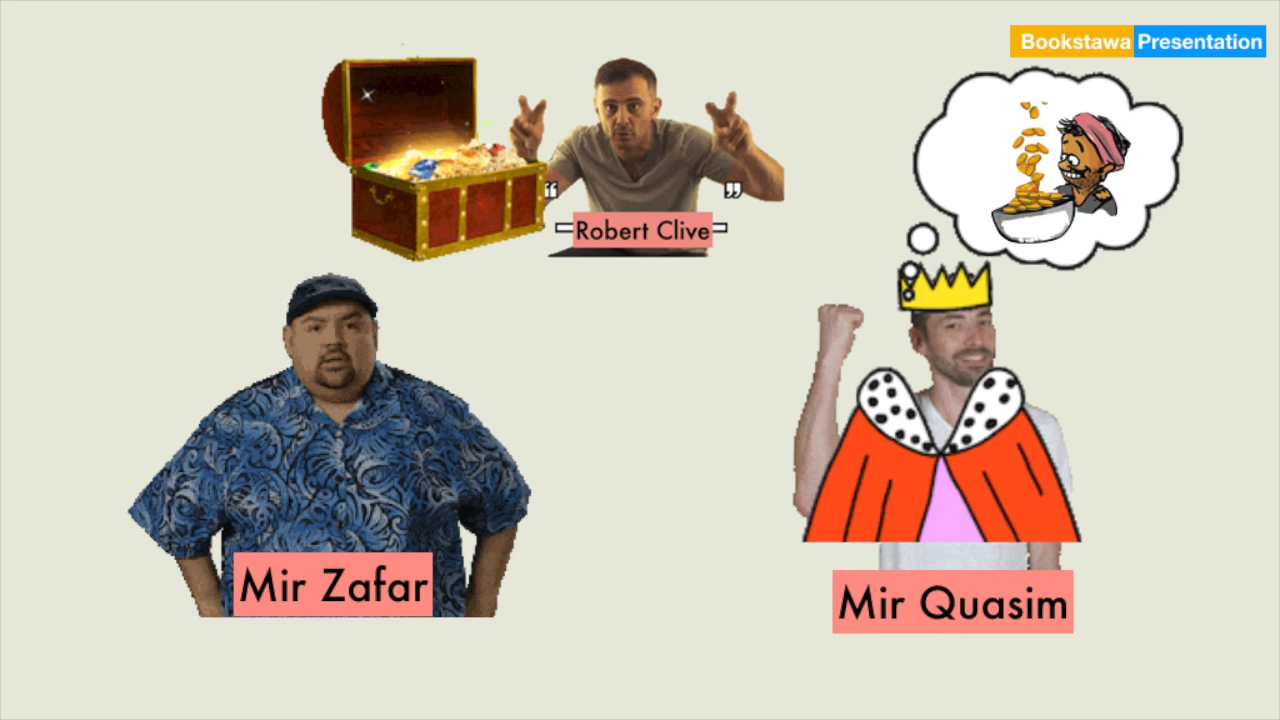 Bookstawa Presentation
“ ”
Robert Clive
Mir Zafar
Mir Quasim